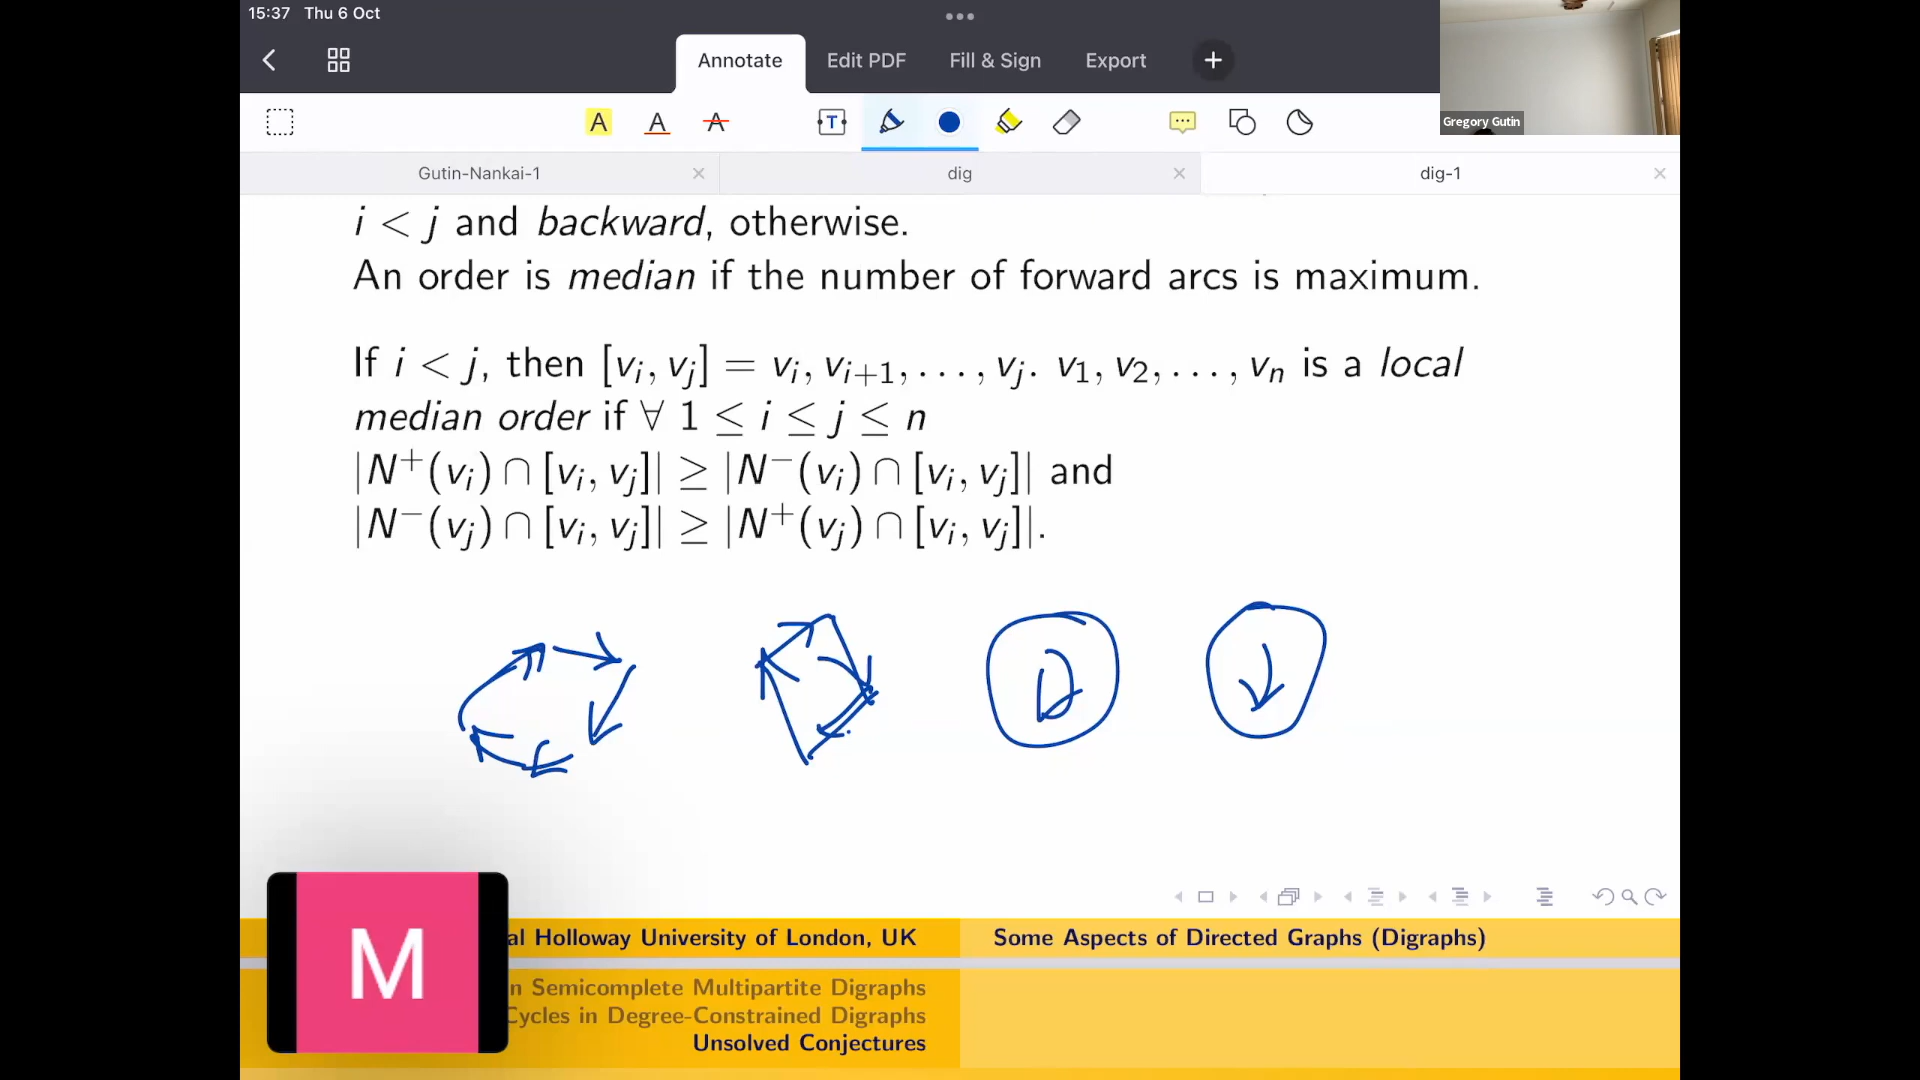 15:37 Thu 6 Oct
Annotate Edit PDF Fill & Sign Export +
Gregory Gutin
A A A T
Gutin-Nankai-1 dig dig-1
i < j and backward, otherwise.
An order is median if the number of forward arcs is maximum.
If i < j, then [v_i, v_j] = v_i, v_{i+1}, . . . , v_j. v_1, v_2, . . . , v_n is a local
median order if ∀ 1 ≤ i ≤ j ≤ n
|N⁺(v_i) ∩ [v_i, v_j]| ≥ |N⁻(v_i) ∩ [v_i, v_j]| and
|N⁻(v_j) ∩ [v_i, v_j]| ≥ |N⁺(v_j) ∩ [v_i, v_j]|.
M
al Holloway University of London, UK Some Aspects of Directed Graphs (Digraphs)
n Semicomplete Multipartite Digraphs
Cycles in Degree-Constrained Digraphs
Unsolved Conjectures